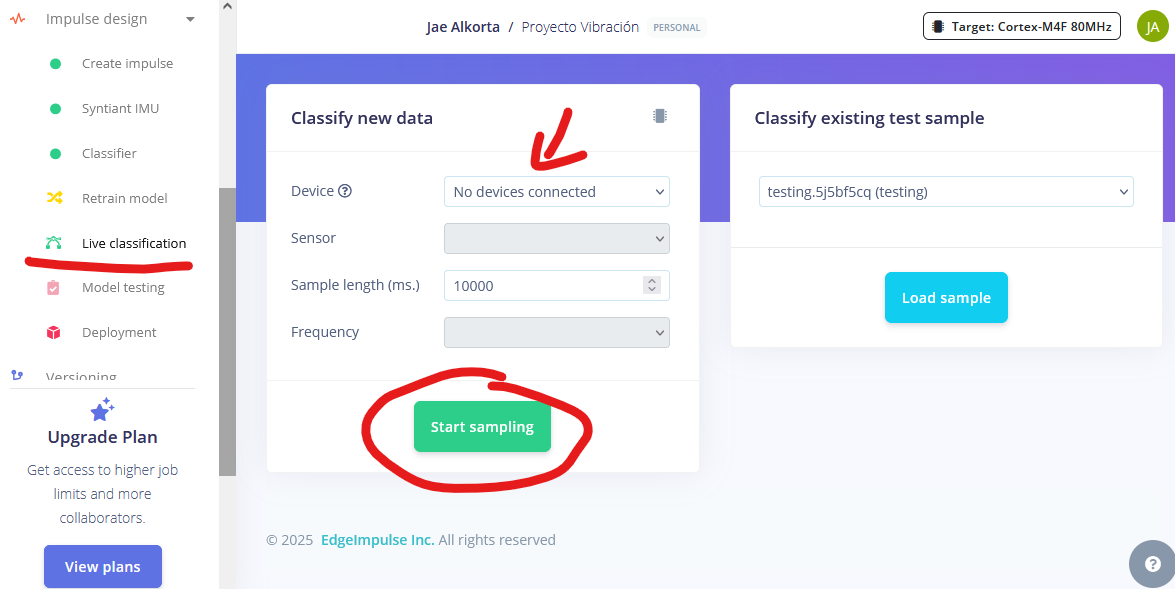 Impulse design
Create impulse
Syntiant IMU
Classifier
Retrain model
Live classification
Model testing
Deployment
Versioning
Upgrade Plan
Get access to higher job
limits and more
collaborators.
View plans
Jae Alkorta / Proyecto Vibración PERSONAL
Target: Cortex-M4F 80MHz
JA
Classify new data
Device ?
No devices connected
Sensor
Sample length (ms.)
10000
Frequency
Start sampling
Classify existing test sample
testing.5j5bf5cq (testing)
Load sample
© 2025 EdgeImpulse Inc. All rights reserved
?